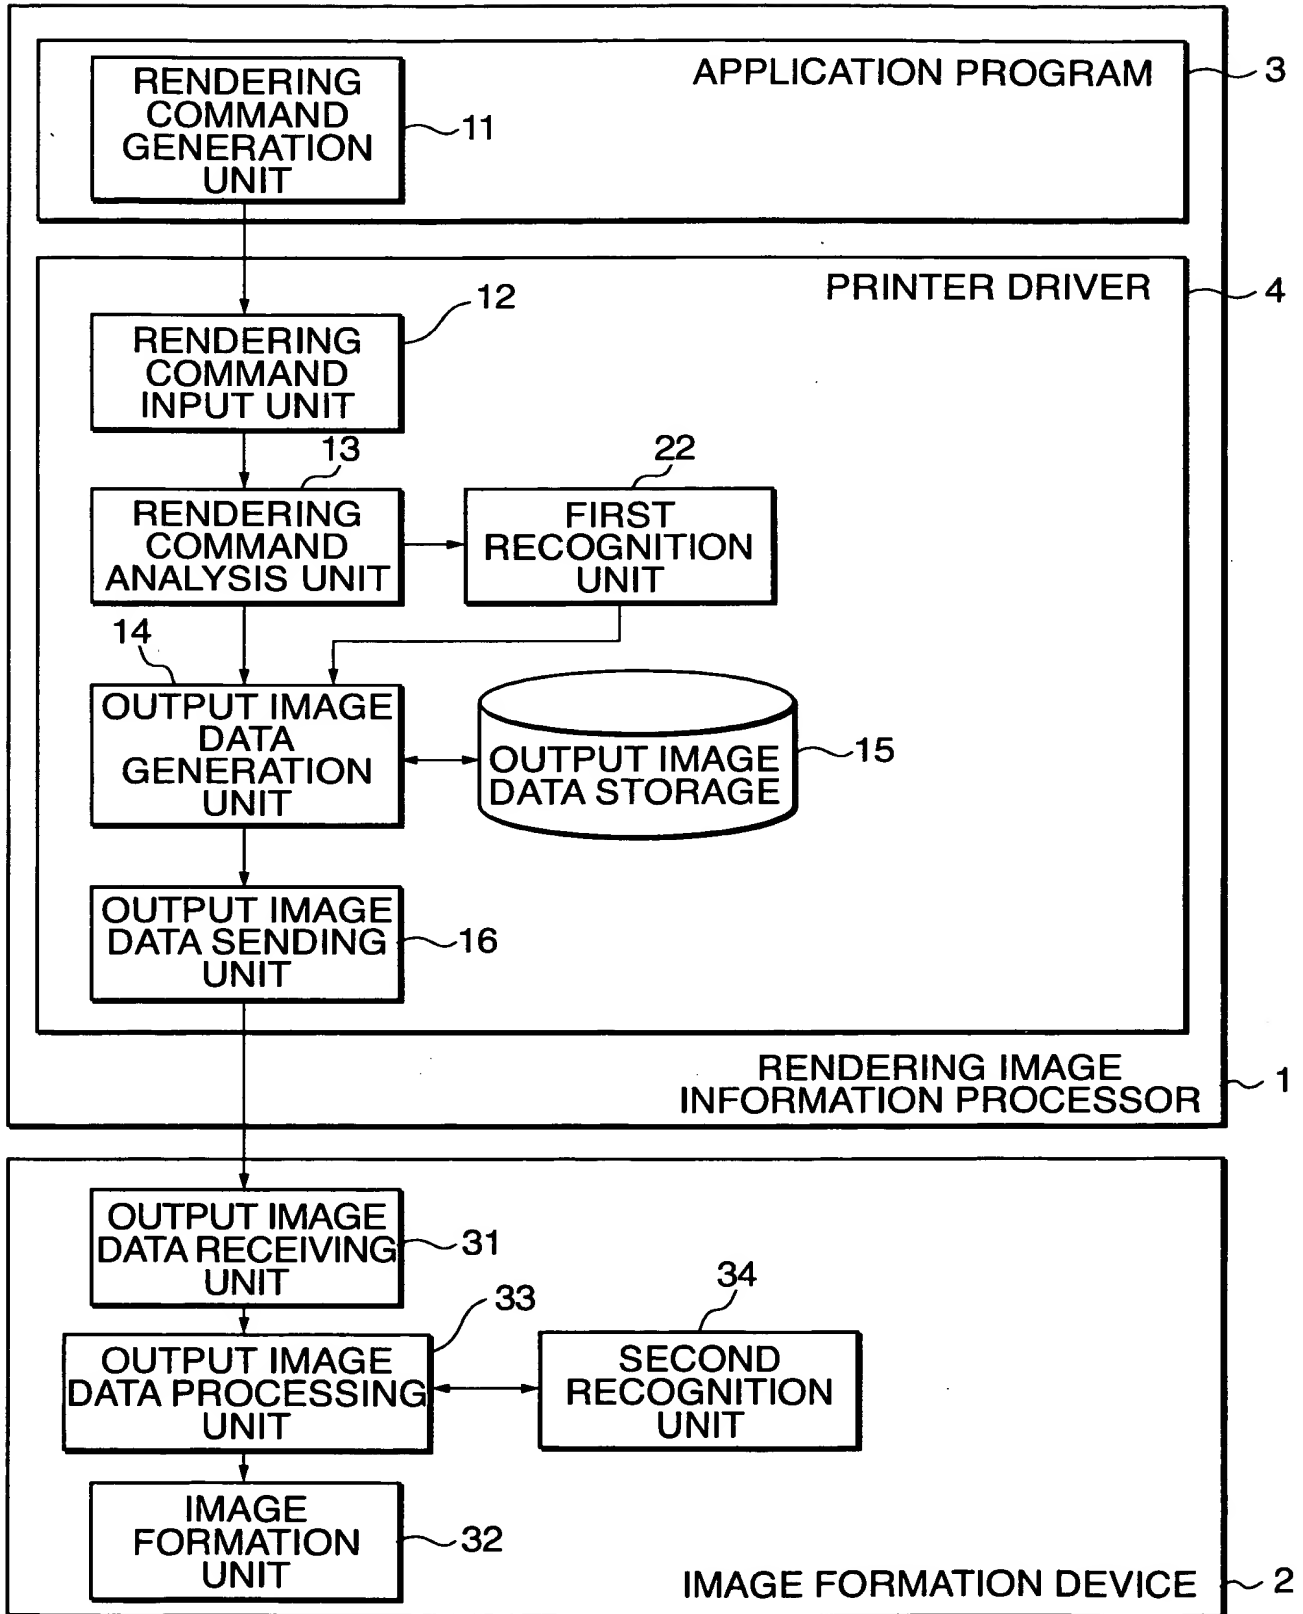 APPLICATION PROGRAM
3
RENDERING
COMMAND
GENERATION
UNIT
11
PRINTER DRIVER
4
12
RENDERING
COMMAND
INPUT UNIT
13
RENDERING
COMMAND
ANALYSIS UNIT
22
FIRST
RECOGNITION
UNIT
14
OUTPUT IMAGE
DATA
GENERATION
UNIT
OUTPUT IMAGE
DATA STORAGE
15
OUTPUT IMAGE
DATA SENDING
UNIT
16
RENDERING IMAGE
INFORMATION PROCESSOR
1
OUTPUT IMAGE
DATA RECEIVING
UNIT
31
33
OUTPUT IMAGE
DATA PROCESSING
UNIT
34
SECOND
RECOGNITION
UNIT
IMAGE
FORMATION
UNIT
32
IMAGE FORMATION DEVICE
2